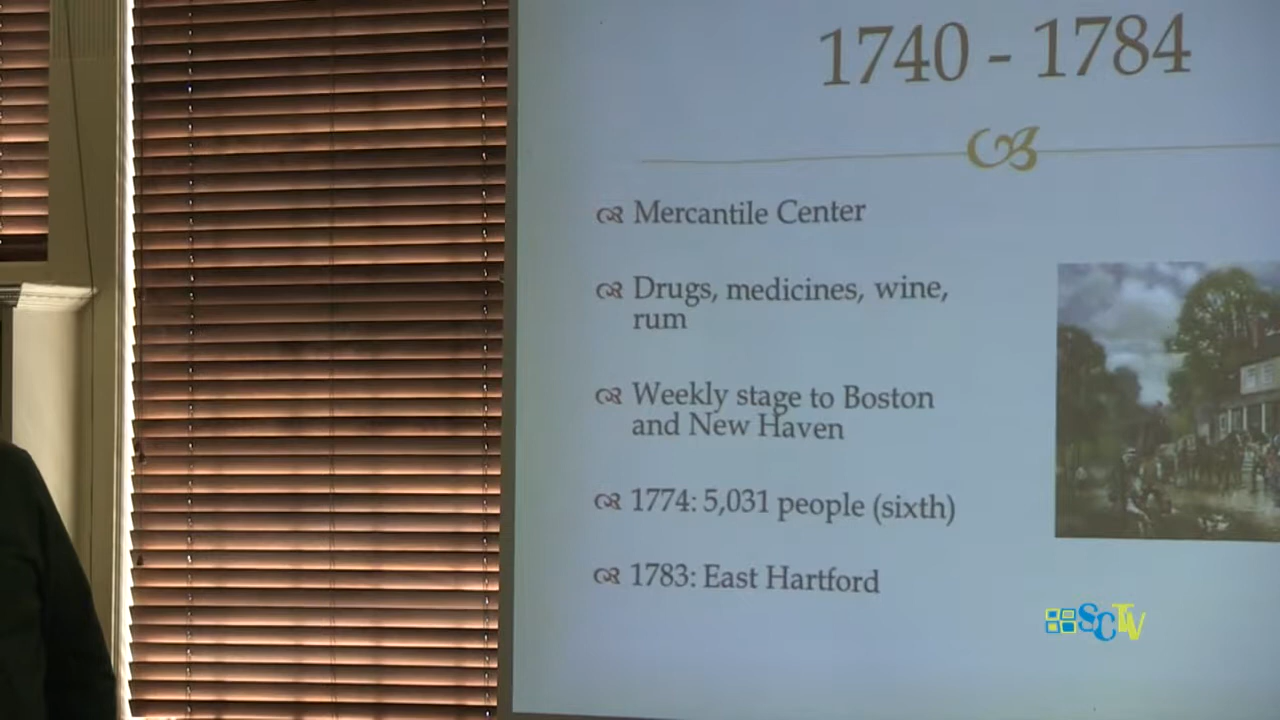 1740 - 1784
Mercantile Center
Drugs, medicines, wine,
rum
Weekly stage to Boston
and New Haven
1774: 5,031 people (sixth)
1783: East Hartford
SCTV